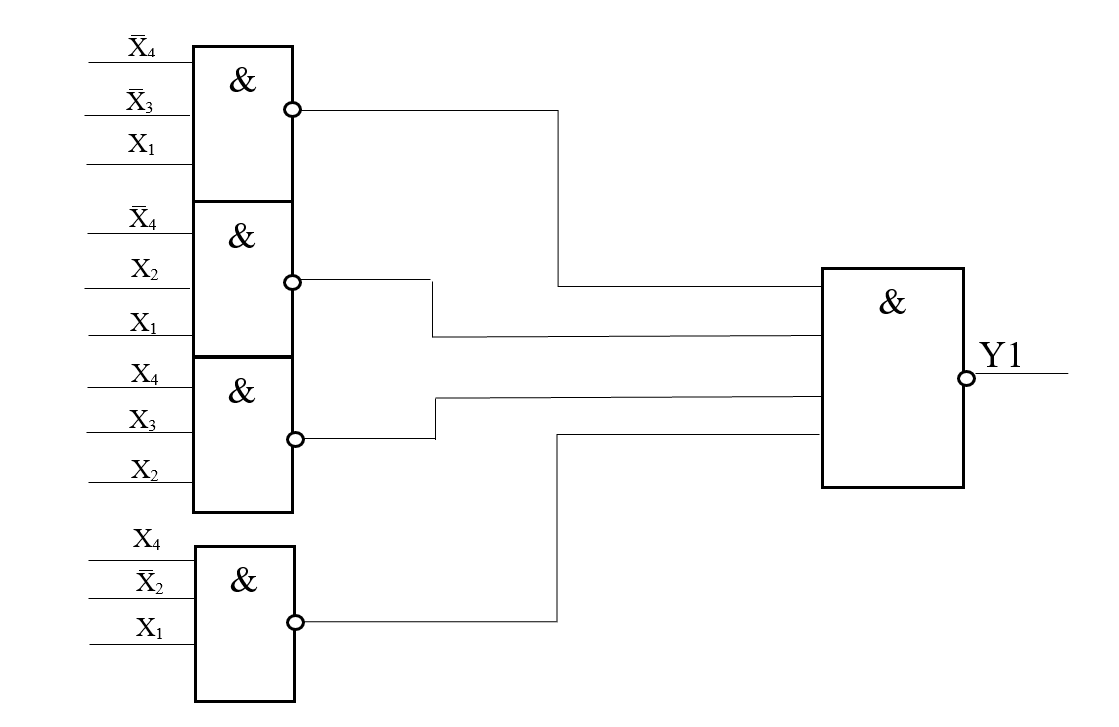 X̅₄
&
X̅₃
X₁
X̅₄
&
X₂
X₁
X₄
&
X₃
X₂
X₄
&
X̅₂
X₁
&
Y1